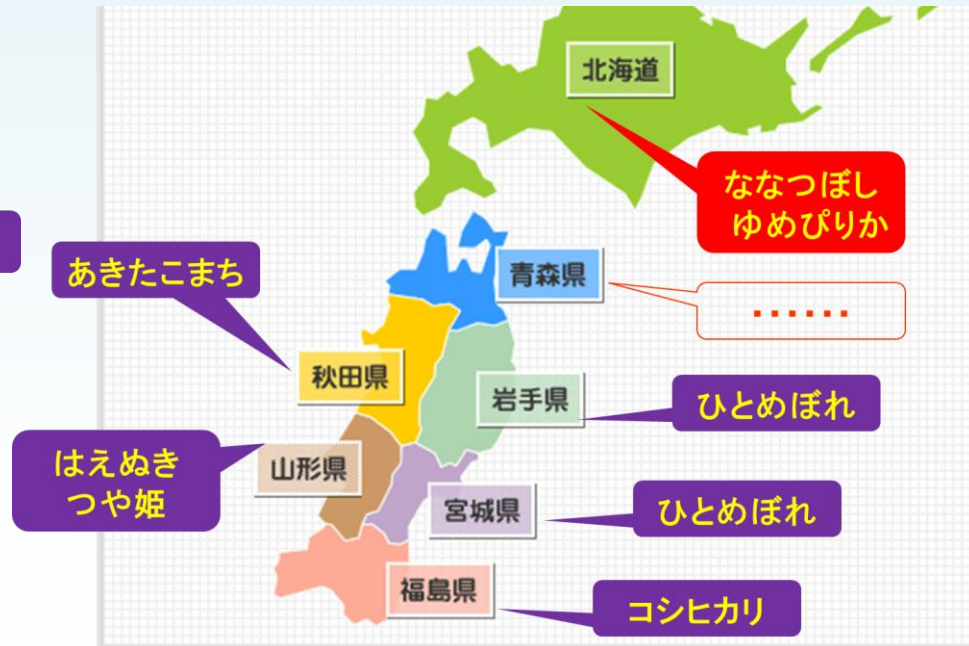 北海道
ななつぼし
ゆめぴりか
あきたこまち
青森県
・・・・・・
秋田県
岩手県
ひとめぼれ
はえぬき
つや姫
山形県
宮城県
ひとめぼれ
福島県
コシヒカリ